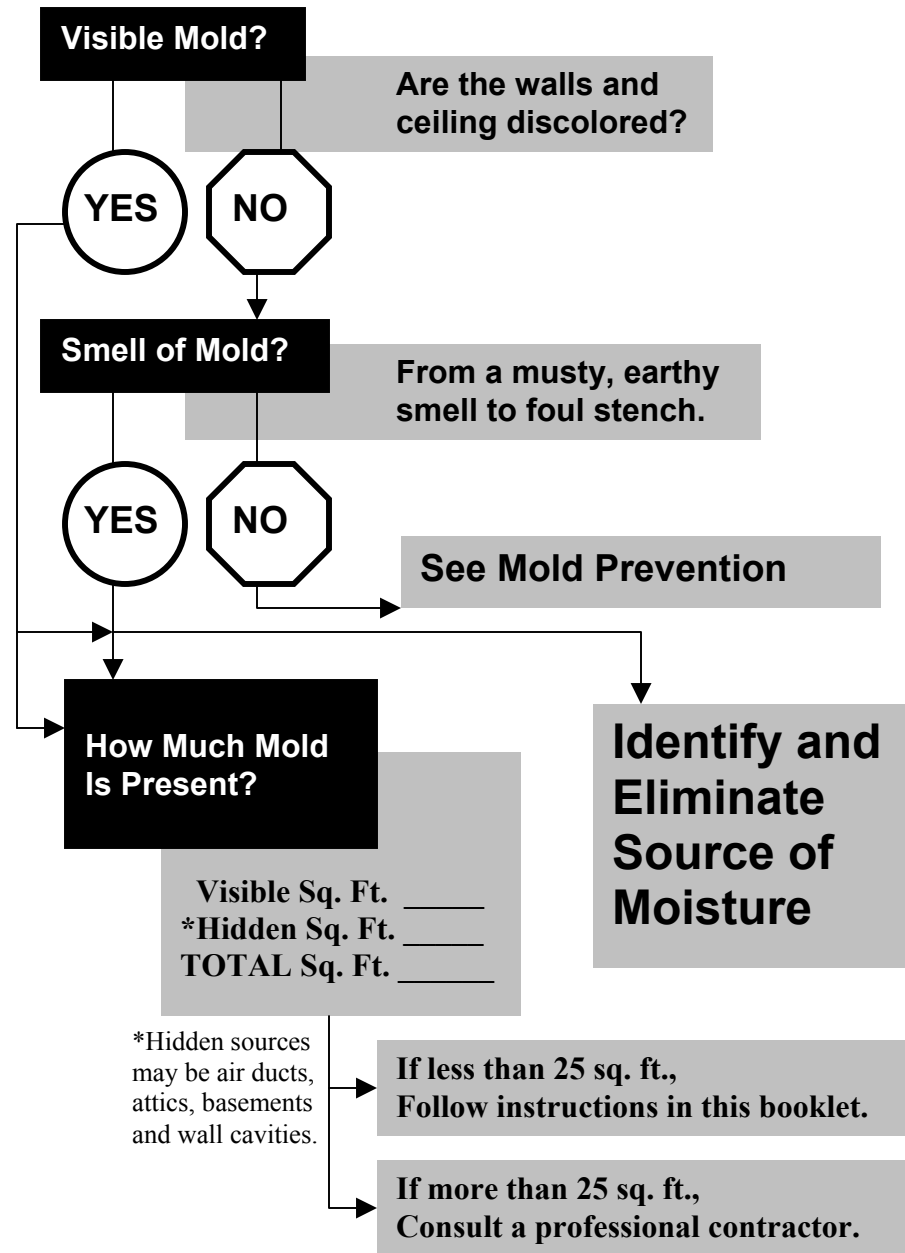 Visible Mold?
Are the walls and
ceiling discolored?
YES
NO
Smell of Mold?
From a musty, earthy
smell to foul stench.
YES
NO
See Mold Prevention
How Much Mold
Is Present?
Identify and
Eliminate
Source of
Moisture
Visible Sq. Ft. _____
*Hidden Sq. Ft. _____
TOTAL Sq. Ft. ______
*Hidden sources
may be air ducts,
attics, basements
and wall cavities.
If less than 25 sq. ft.,
Follow instructions in this booklet.
If more than 25 sq. ft.,
Consult a professional contractor.